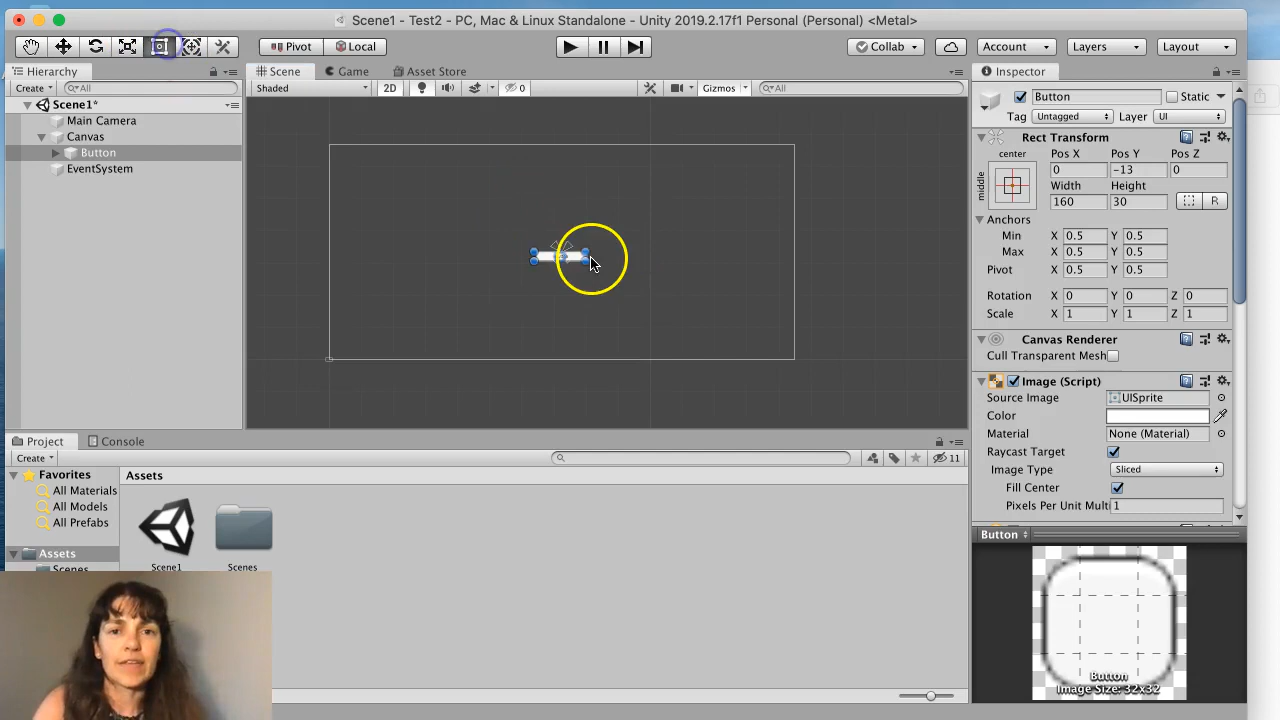 Scene1 - Test2 - PC, Mac & Linux Standalone - Unity 2019.2.17f1 Personal (Personal) <Metal>
Pivot Local Collab Account Layers Layout
Hierarchy
Create All
Scene1*
Main Camera
Canvas
Button
EventSystem
Scene Game Asset Store
Shaded 2D 0 Gizmos All
Inspector
Button Static
Tag Untagged Layer UI
Rect Transform
center
middle
Pos X Pos Y Pos Z
0 -13 0
Width Height
160 30 R
Anchors
Min X 0.5 Y 0.5
Max X 0.5 Y 0.5
Pivot X 0.5 Y 0.5
Rotation X 0 Y 0 Z 0
Scale X 1 Y 1 Z 1
Canvas Renderer
Cull Transparent Mesh
Image (Script)
Source Image UISprite
Color
Material None (Material)
Raycast Target
Image Type Sliced
Fill Center
Pixels Per Unit Multi 1
Button
Button
Image Size: 32x32
Project Console
Create 11
Favorites
All Materials
All Models
All Prefabs
Assets
Scenes
Assets
Scene1 Scenes